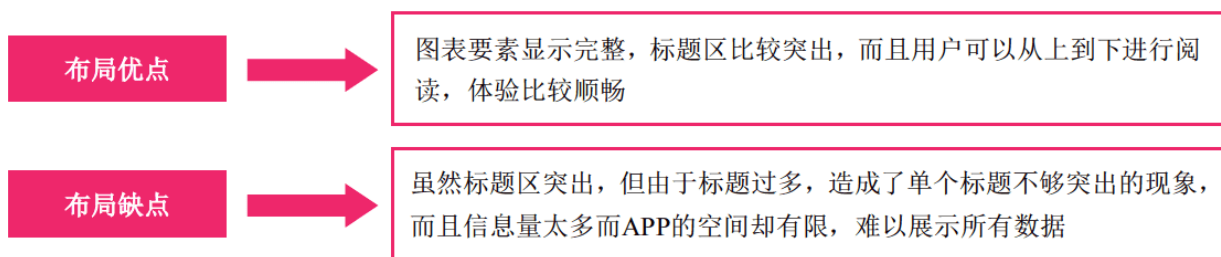 布局优点
图表要素显示完整，标题区比较突出，而且用户可以从上到下进行阅
读，体验比较顺畅
布局缺点
虽然标题区突出，但由于标题过多，造成了单个标题不够突出的现象，
而且信息量太多而APP的空间却有限，难以展示所有数据